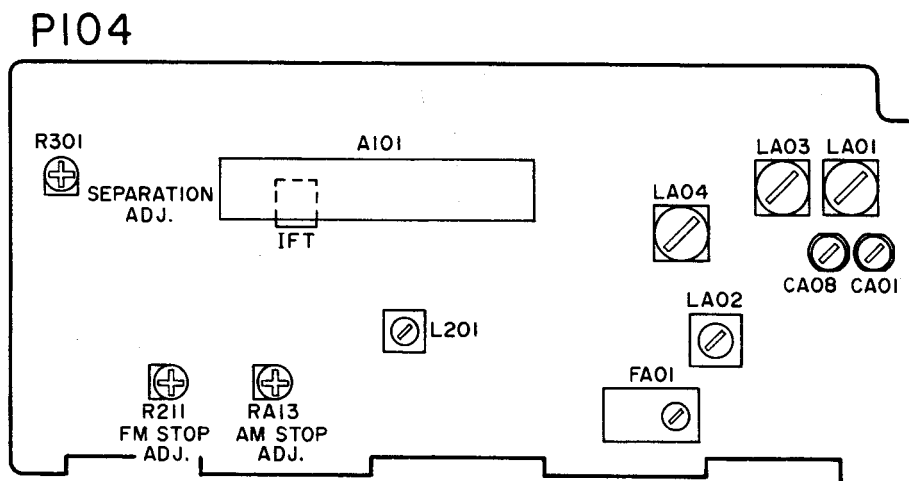 P104
R301
A101
LA03 LA01
SEPARATION
ADJ.
LA04
IFT
CA08 CA01
LA02
L201
FA01
R211
FM STOP
ADJ.
RA13
AM STOP
ADJ.